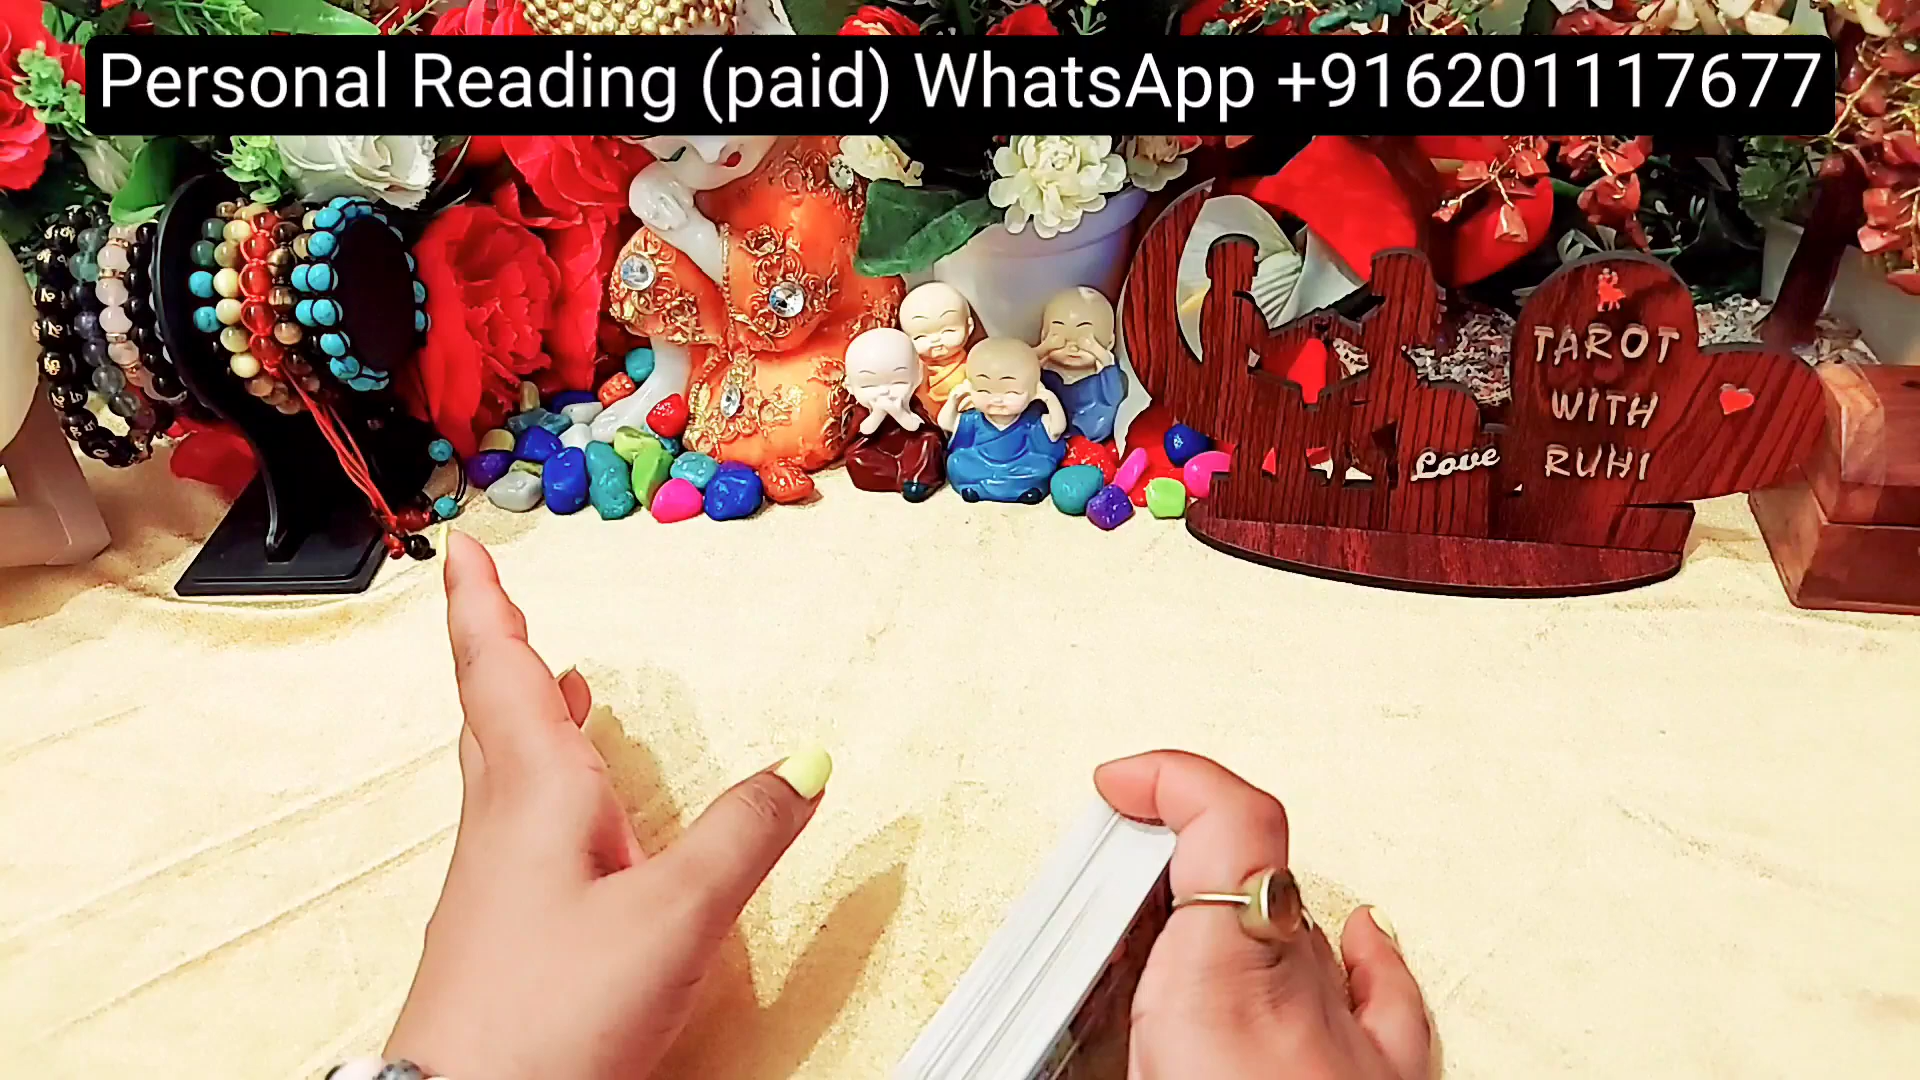 Personal Reading (paid) WhatsApp +916201117677
TAROT
WITH
RUHI
Love